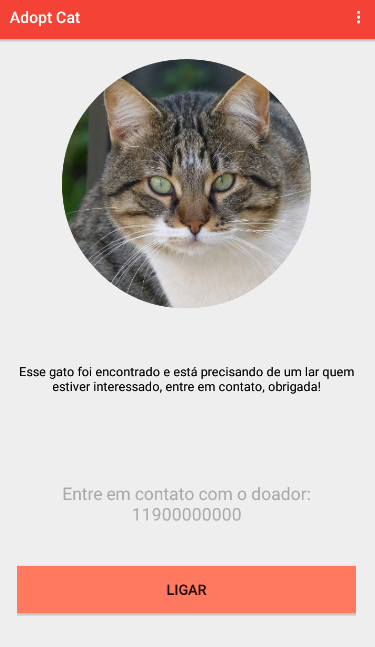 Adopt Cat
Esse gato foi encontrado e está precisando de um lar quem
estiver interessado, entre em contato, obrigada!
Entre em contato com o doador:
11900000000
LIGAR